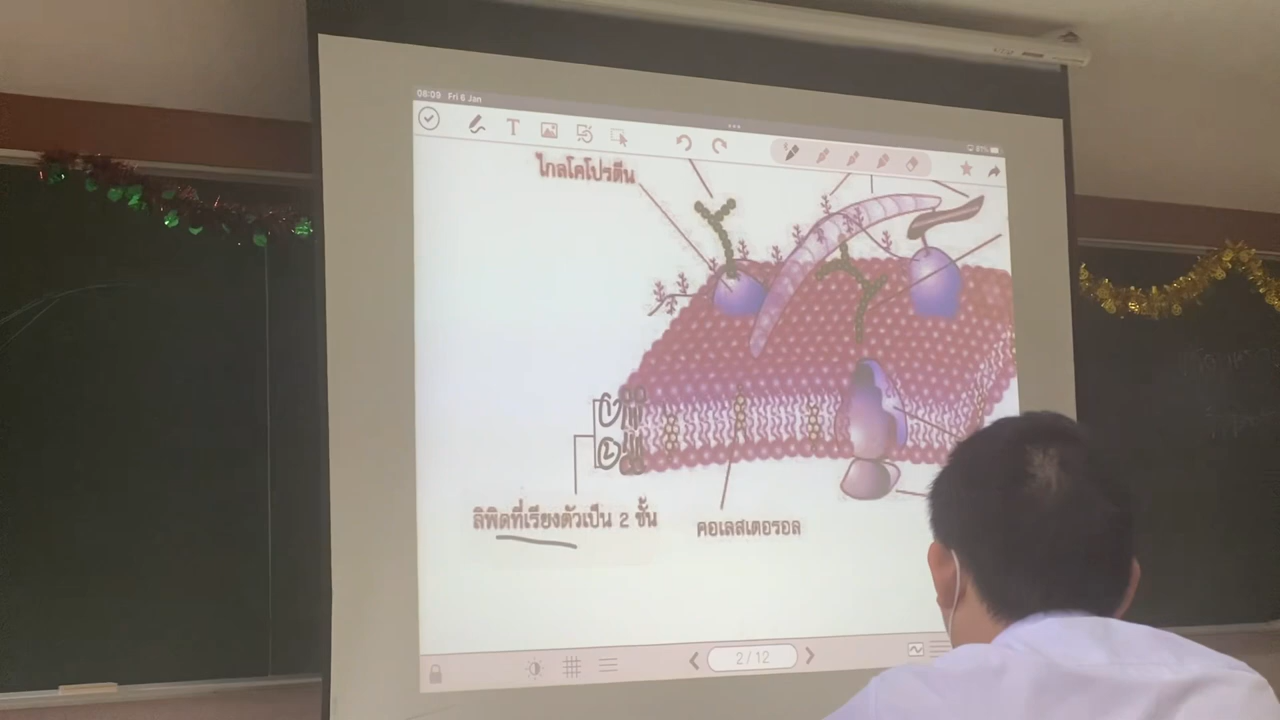 08:09 Fri 6 Jan
T
ไกลโคโปรตีน
1
2
ลิพิดที่เรียงตัวเป็น 2 ชั้น
คอเลสเตอรอล
2/12